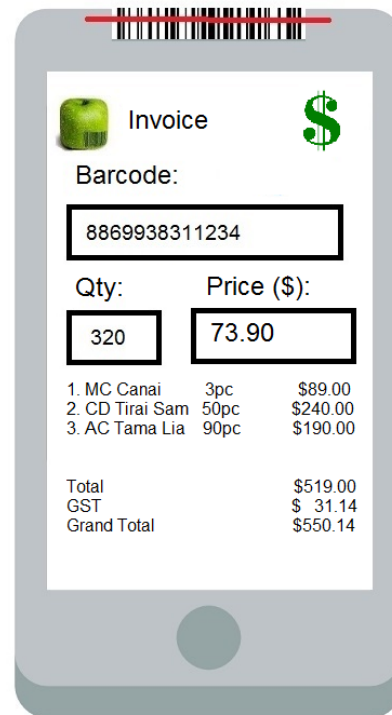 Invoice
$
Barcode:
8869938311234
Qty: Price ($):
320 73.90
1. MC Canai 3pc $89.00
2. CD Tirai Sam 50pc $240.00
3. AC Tama Lia 90pc $190.00
Total $519.00
GST $ 31.14
Grand Total $550.14